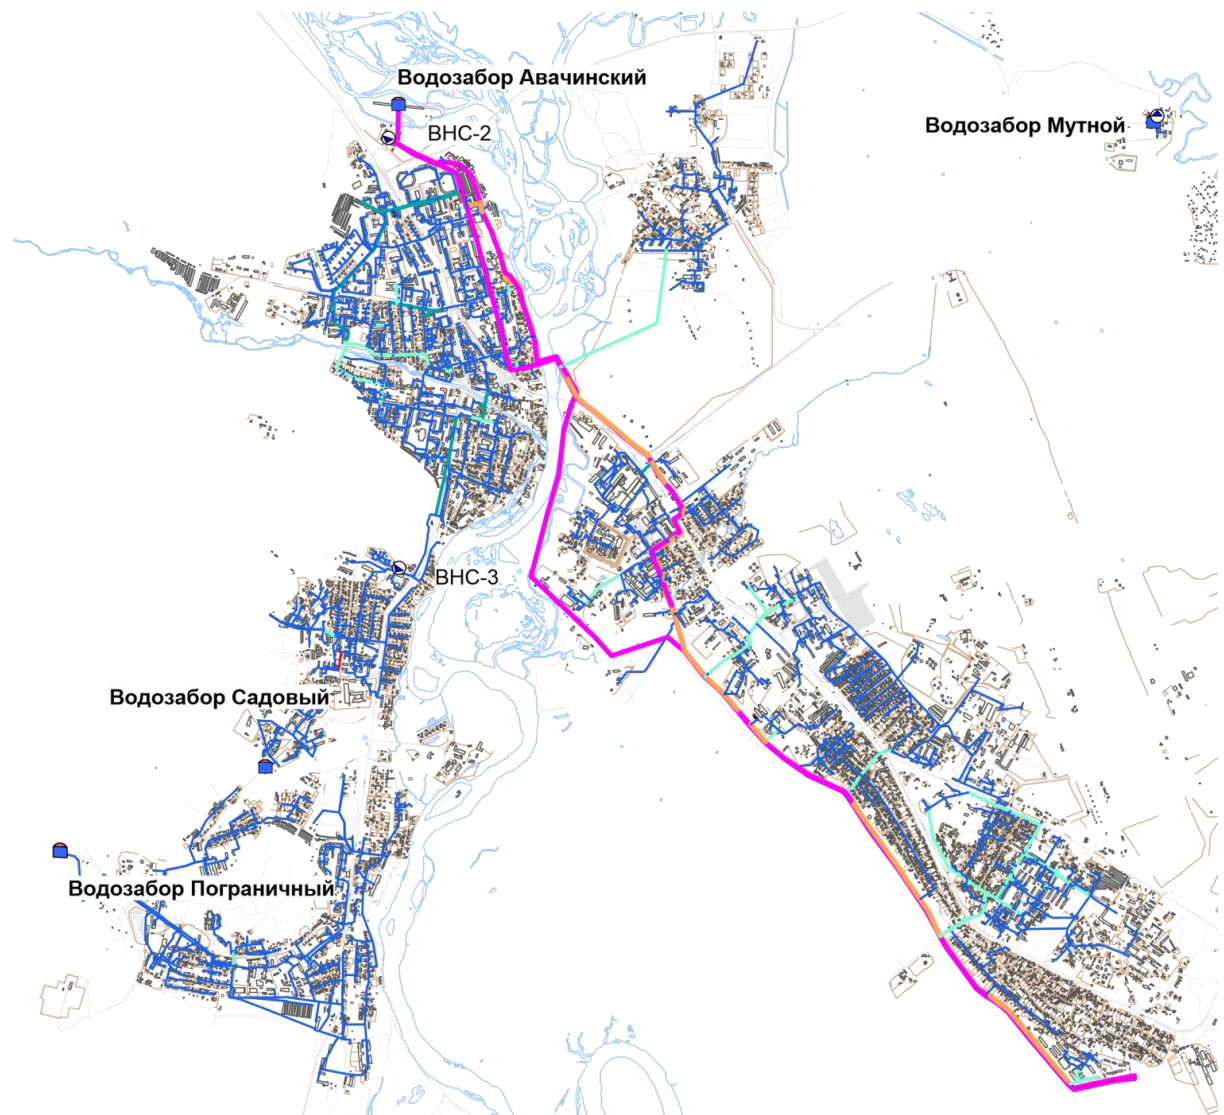 Водозабор Авачинский
ВНС-2
Водозабор Мутной
ВНС-3
Водозабор Садовый
Водозабор Пограничный